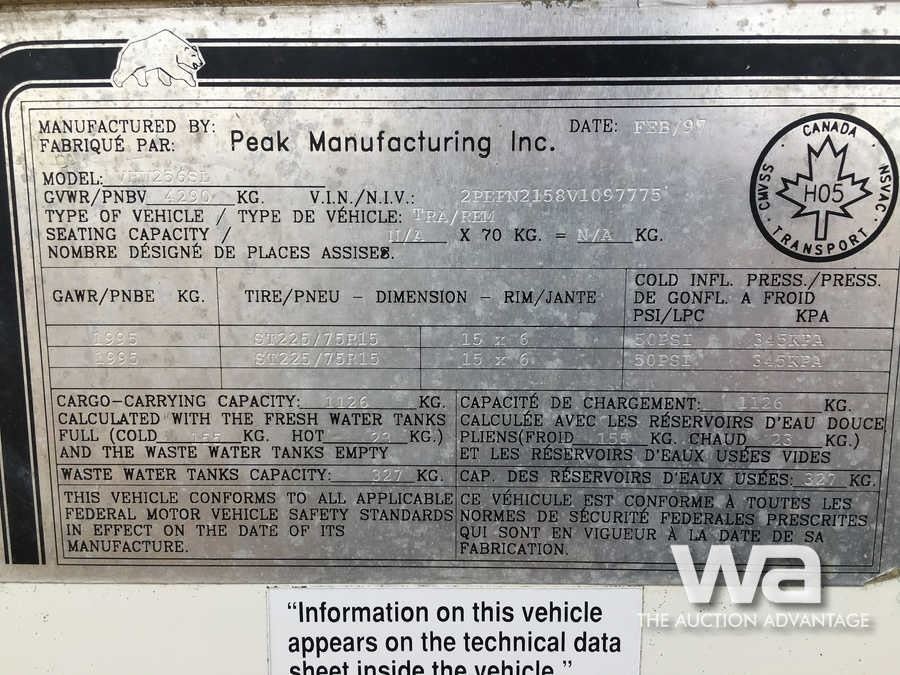 MANUFACTURED BY:
FABRIQUÉ PAR: Peak Manufacturing Inc. DATE: FEB/97
MODEL:
GVWR/PNBV 4290 KG. V.I.N./N.I.V.: 2PEFN2158V1097775
TYPE OF VEHICLE / TYPE DE VÉHICLE: TRA/REM
SEATING CAPACITY / N/A X 70 KG. = N/A KG.
NOMBRE DÉSIGNÉ DE PLACES ASSISES.
CANADA
CMVSS
NSVAC
H05
TRANSPORT
GAWR/PNBE KG. TIRE/PNEU - DIMENSION - RIM/JANTE COLD INFL. PRESS./PRESS.
DE GONFL. A FROID
PSI/LPC KPA
1995 ST225/75R15 15 x 6 50PSI 345KPA
1995 ST225/75R15 15 x 6 50PSI 345KPA
CARGO-CARRYING CAPACITY: 1126 KG.
CALCULATED WITH THE FRESH WATER TANKS
FULL (COLD 155 KG. HOT 23 KG.)
AND THE WASTE WATER TANKS EMPTY
WASTE WATER TANKS CAPACITY: 327 KG.
THIS VEHICLE CONFORMS TO ALL APPLICABLE
FEDERAL MOTOR VEHICLE SAFETY STANDARDS
IN EFFECT ON THE DATE OF ITS
MANUFACTURE.
CAPACITÉ DE CHARGEMENT: 1126 KG.
CALCULÉE AVEC LES RÉSERVOIRS D'EAU DOUCE
PLIENS(FROID 155 KG. CHAUD 23 KG.)
ET LES RÉSERVOIRS D'EAUX USÉES VIDES
CAP. DES RÉSERVOIRS D'EAUX USÉES: 327 KG.
CE VÉHICULE EST CONFORME À TOUTES LES
NORMES DE SÉCURITÉ FEDERALES PRESCRITES
QUI SONT EN VIGUEUR À LA DATE DE SA
FABRICATION.
wa
THE AUCTION ADVANTAGE
"Information on this vehicle
appears on the technical data
sheet inside the vehicle."